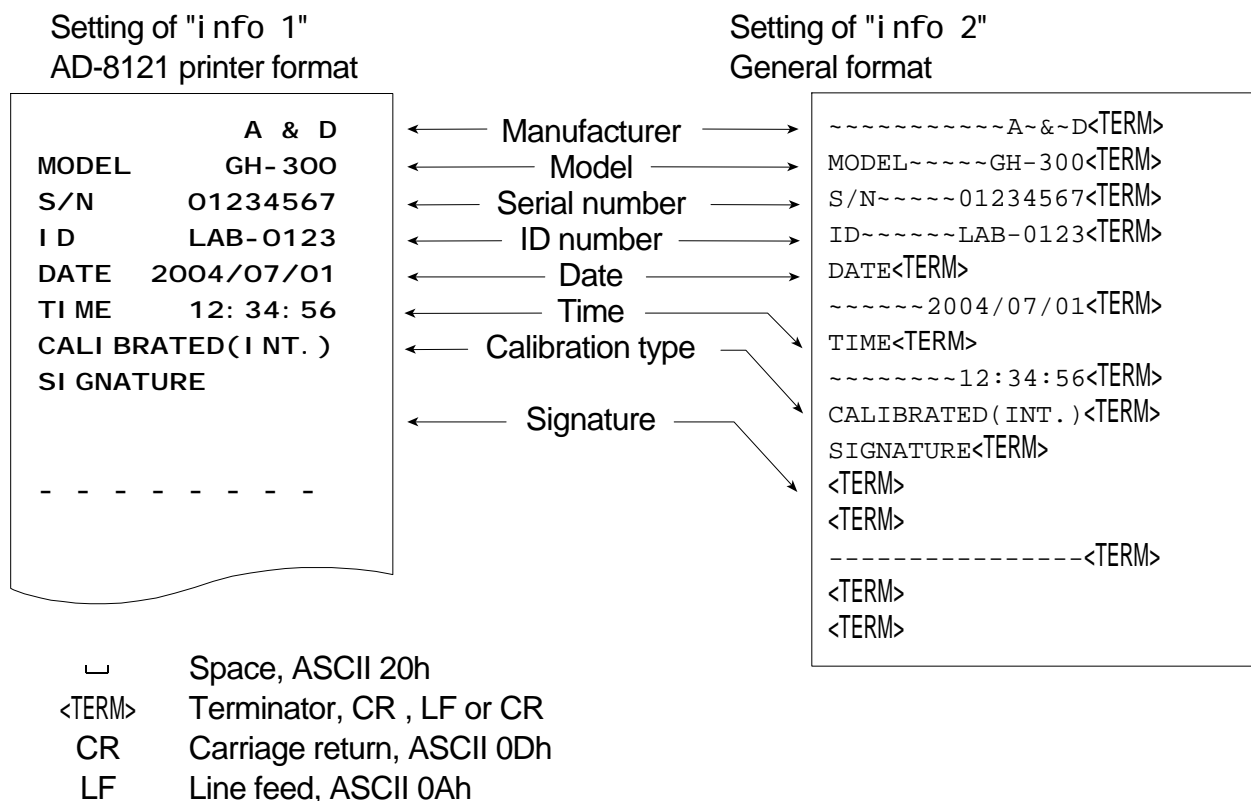 Setting of "info 1"
AD-8121 printer format
A & D
MODEL GH-300
S/N 01234567
ID LAB-0123
DATE 2004/07/01
TIME 12:34:56
CALIBRATED(INT.)
SIGNATURE
- - - - - - - -
Manufacturer
Model
Serial number
ID number
Date
Time
Calibration type
Signature
Setting of "info 2"
General format
~~~~~~~~~~~A~&~D<TERM>
MODEL~~~~~GH-300<TERM>
S/N~~~~~01234567<TERM>
ID~~~~~~LAB-0123<TERM>
DATE<TERM>
~~~~~~2004/07/01<TERM>
TIME<TERM>
~~~~~~~~12:34:56<TERM>
CALIBRATED(INT.)<TERM>
SIGNATURE<TERM>
<TERM>
<TERM>
----------------<TERM>
<TERM>
<TERM>
␣ Space, ASCII 20h
<TERM> Terminator, CR , LF or CR
CR Carriage return, ASCII 0Dh
LF Line feed, ASCII 0Ah